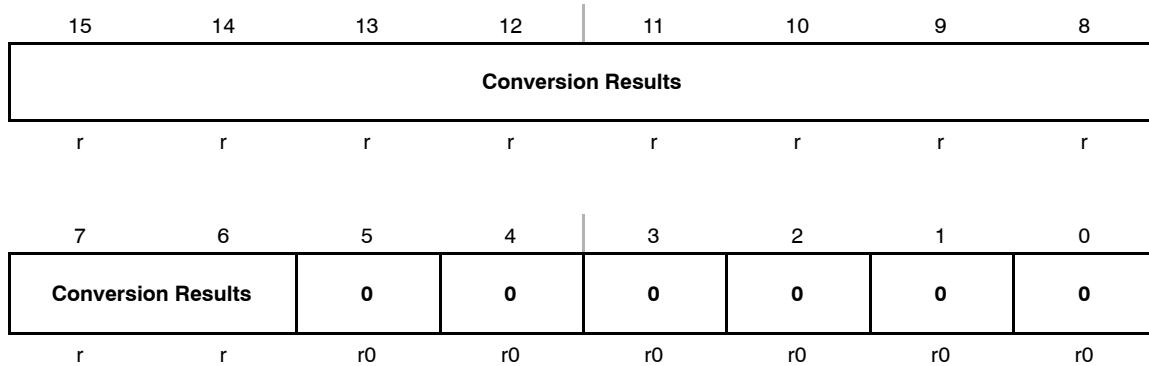 15 14 13 12 11 10 9 8
Conversion Results
r r r r r r r r
7 6 5 4 3 2 1 0
Conversion Results 0 0 0 0 0 0
r r r0 r0 r0 r0 r0 r0